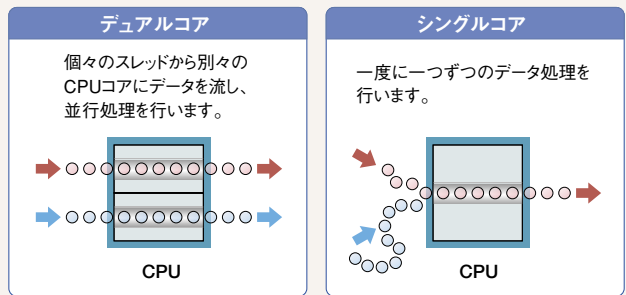 デュアルコア
個々のスレッドから別々の
CPUコアにデータを流し、
並行処理を行います。
CPU
シングルコア
一度に一つずつのデータ処理を
行います。
CPU